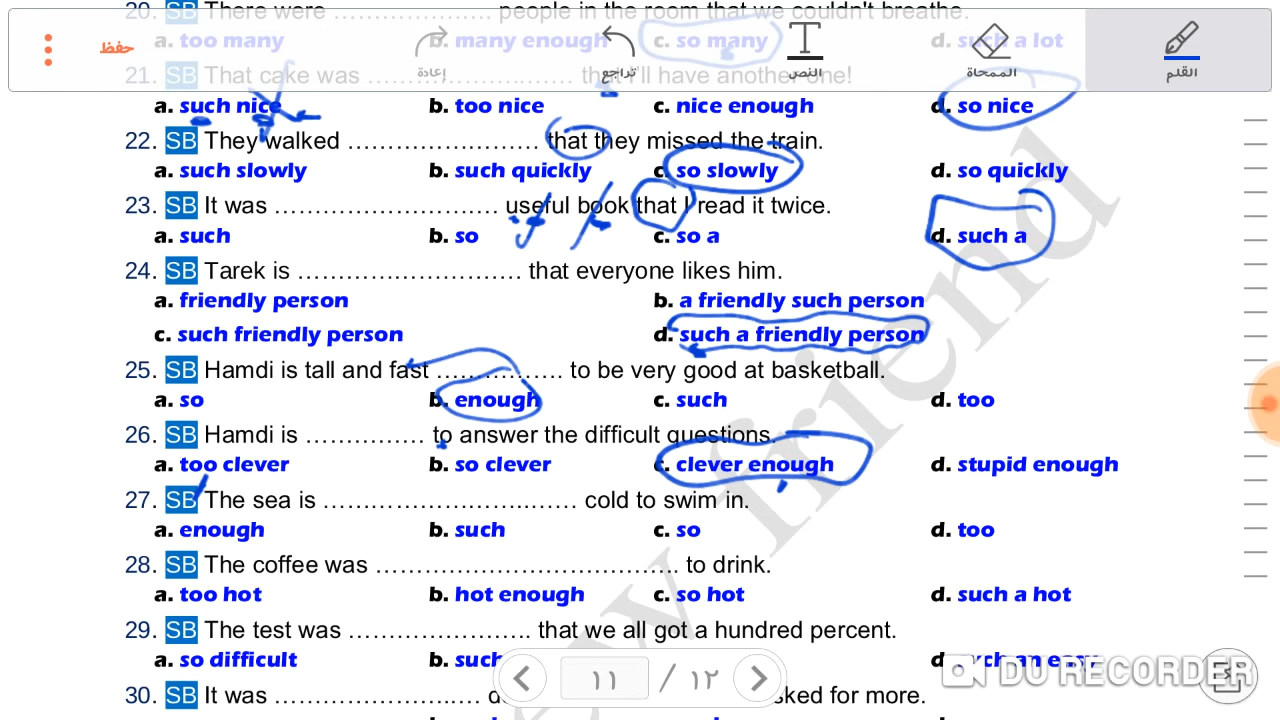 20. SB There were ………………… people in the room that we couldn't breathe.
a. too many b. many enough c. so many d. such a lot
حفظ إعادة تراجع النص الممحاة القلم
21. SB That cake was ……………………… that I'll have another one!
a. such nice b. too nice c. nice enough d. so nice
22. SB They walked …………………… that they missed the train.
a. such slowly b. such quickly c. so slowly d. so quickly
23. SB It was ……………………… useful book that I read it twice.
a. such b. so c. so a d. such a
24. SB Tarek is ……………………… that everyone likes him.
a. friendly person b. a friendly such person
c. such friendly person d. such a friendly person
25. SB Hamdi is tall and fast …………… to be very good at basketball.
a. so b. enough c. such d. too
26. SB Hamdi is …………… to answer the difficult questions.
a. too clever b. so clever c. clever enough d. stupid enough
27. SB The sea is ………………………… cold to swim in.
a. enough b. such c. so d. too
28. SB The coffee was ……………………………….. to drink.
a. too hot b. hot enough c. so hot d. such a hot
29. SB The test was ………………….. that we all got a hundred percent.
a. so difficult b. such d. such an easy
١١ / ١٢
DU RECORDER
30. SB It was ………………….… for more.
new friend